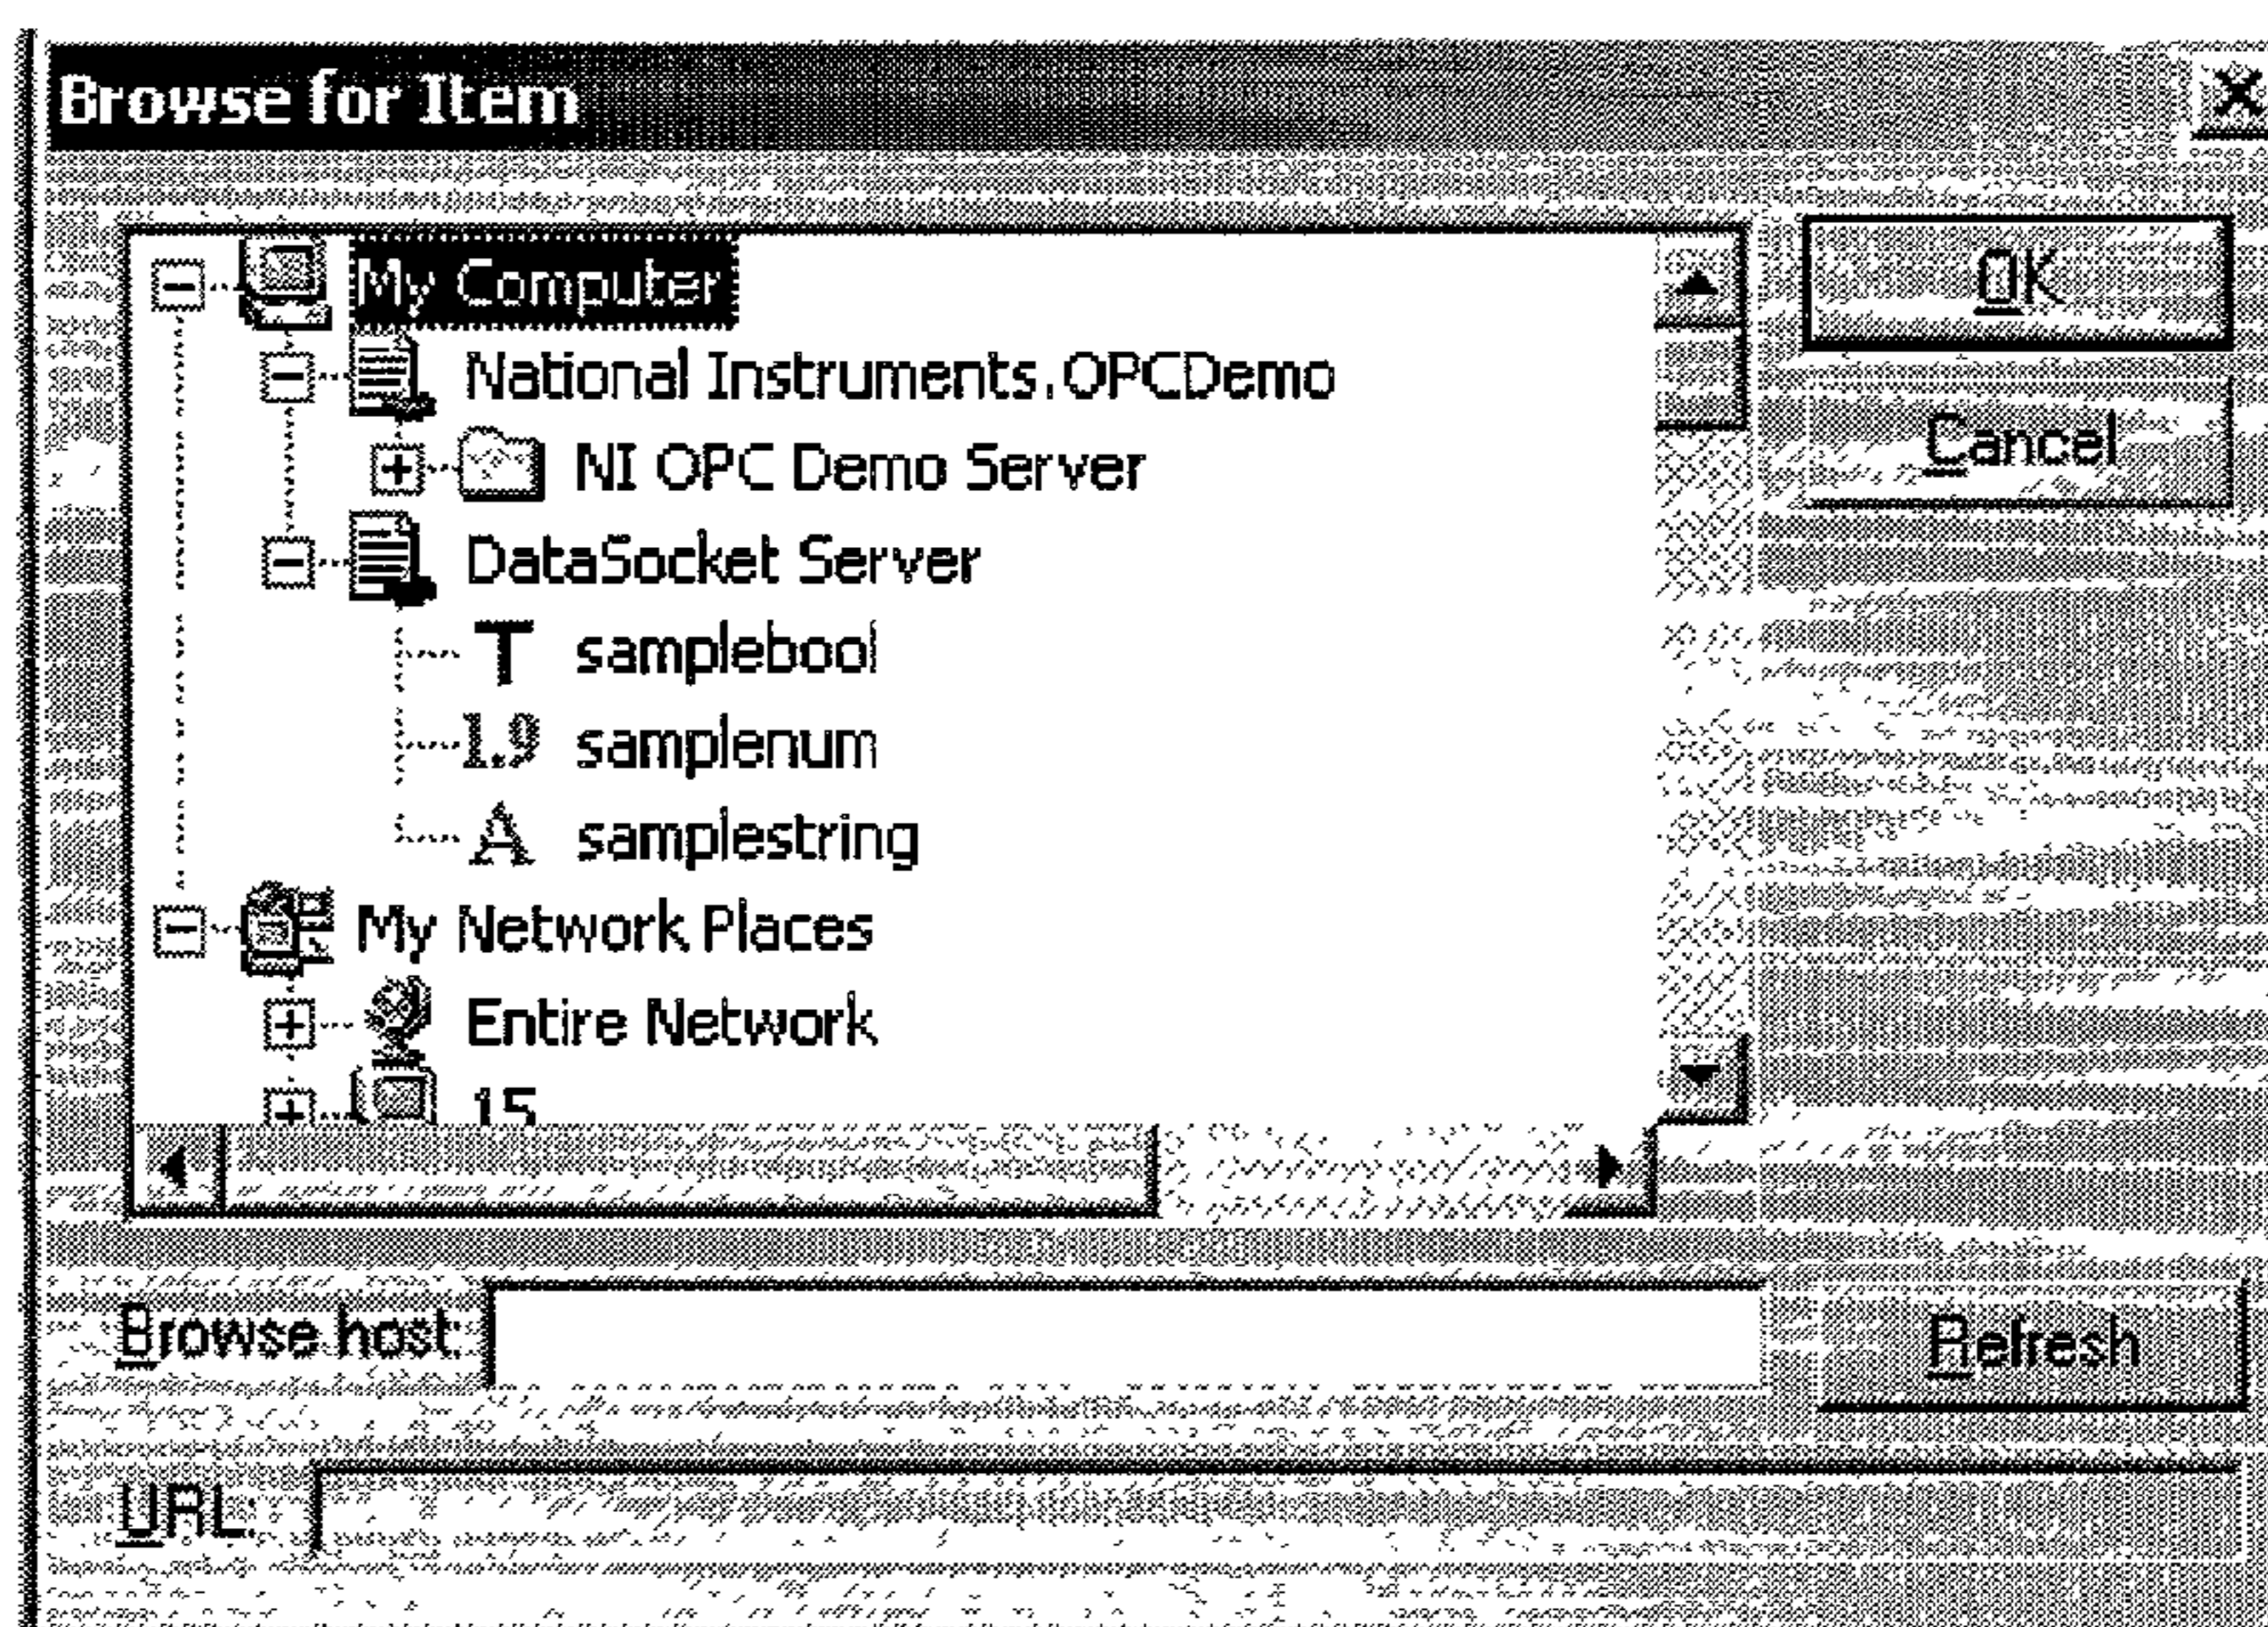 Browse for Item
My Computer
OK
National Instruments.OPCDemo
Cancel
NI OPC Demo Server
DataSocket Server
T samplebool
1.9 samplenum
A samplestring
My Network Places
Entire Network
15
Browse host:
Refresh
URL: